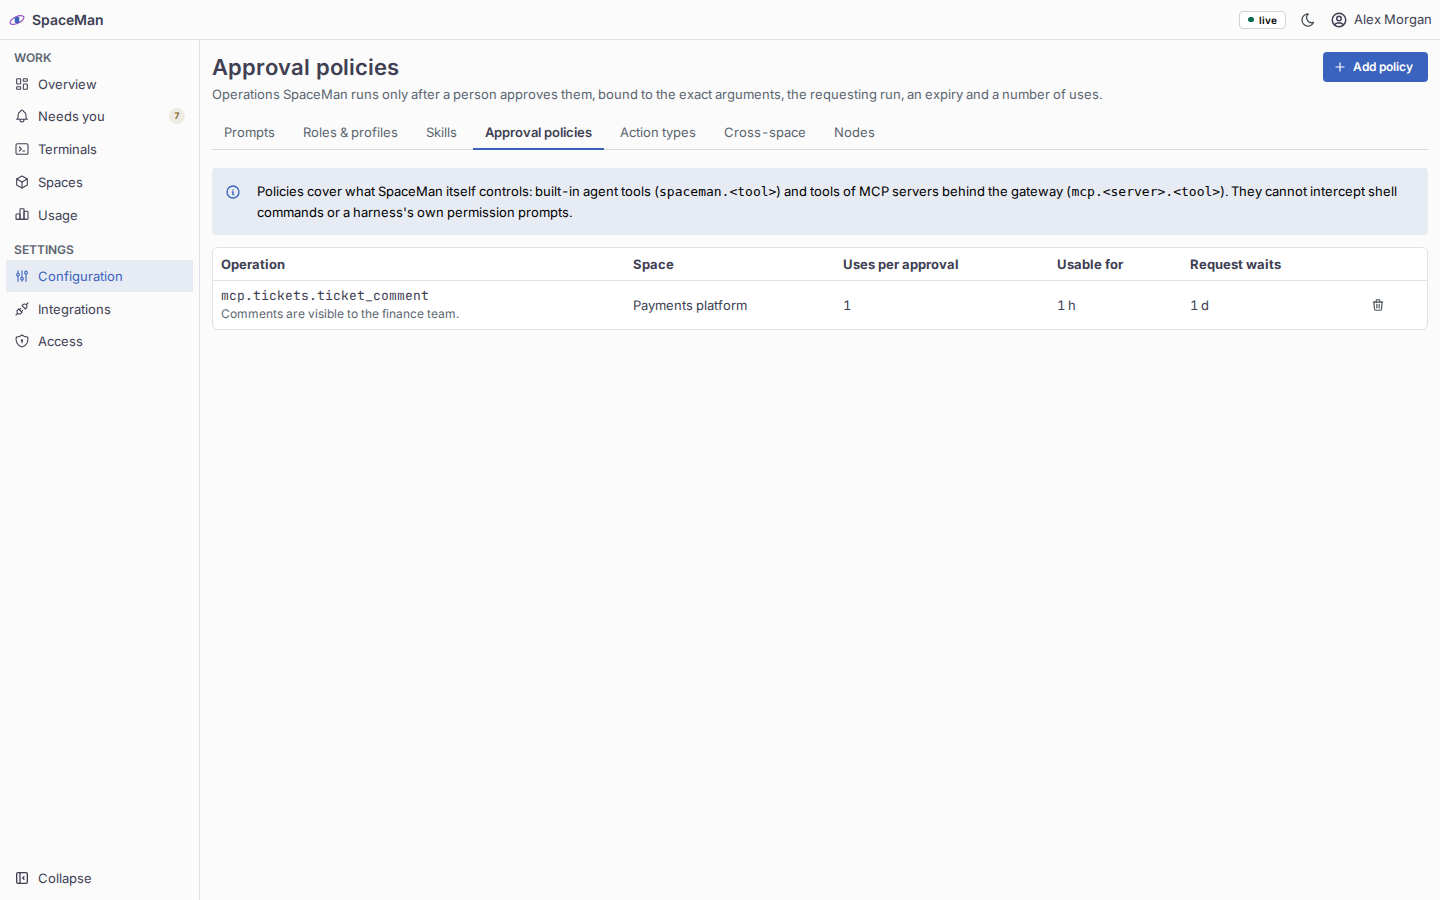 SpaceMan
live
Alex Morgan
WORK
Overview
Needs you
7
Terminals
Spaces
Usage
SETTINGS
Configuration
Integrations
Access
Collapse
Approval policies
Add policy
Operations SpaceMan runs only after a person approves them, bound to the exact arguments, the requesting run, an expiry and a number of uses.
Prompts
Roles & profiles
Skills
Approval policies
Action types
Cross-space
Nodes
Policies cover what SpaceMan itself controls: built-in agent tools (spaceman.<tool>) and tools of MCP servers behind the gateway (mcp.<server>.<tool>). They cannot intercept shell
commands or a harness's own permission prompts.
Operation Space Uses per approval Usable for Request waits
mcp.tickets.ticket_comment
Comments are visible to the finance team.
Payments platform 1 1 h 1 d